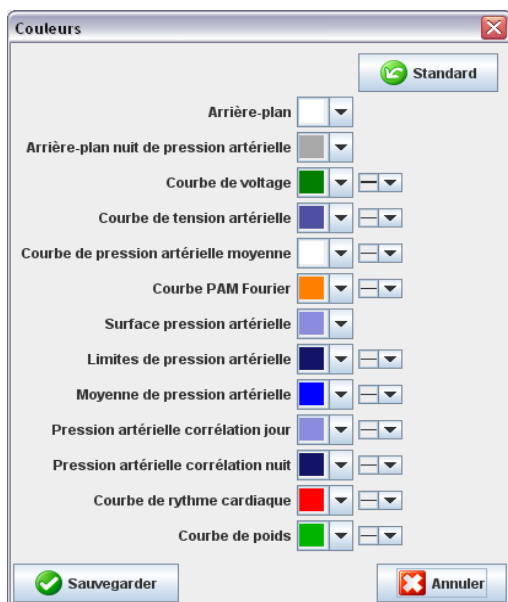 Couleurs
Standard
Arrière-plan
Arrière-plan nuit de pression artérielle
Courbe de voltage
Courbe de tension artérielle
Courbe de pression artérielle moyenne
Courbe PAM Fourier
Surface pression artérielle
Limites de pression artérielle
Moyenne de pression artérielle
Pression artérielle corrélation jour
Pression artérielle corrélation nuit
Courbe de rythme cardiaque
Courbe de poids
Sauvegarder
Annuler